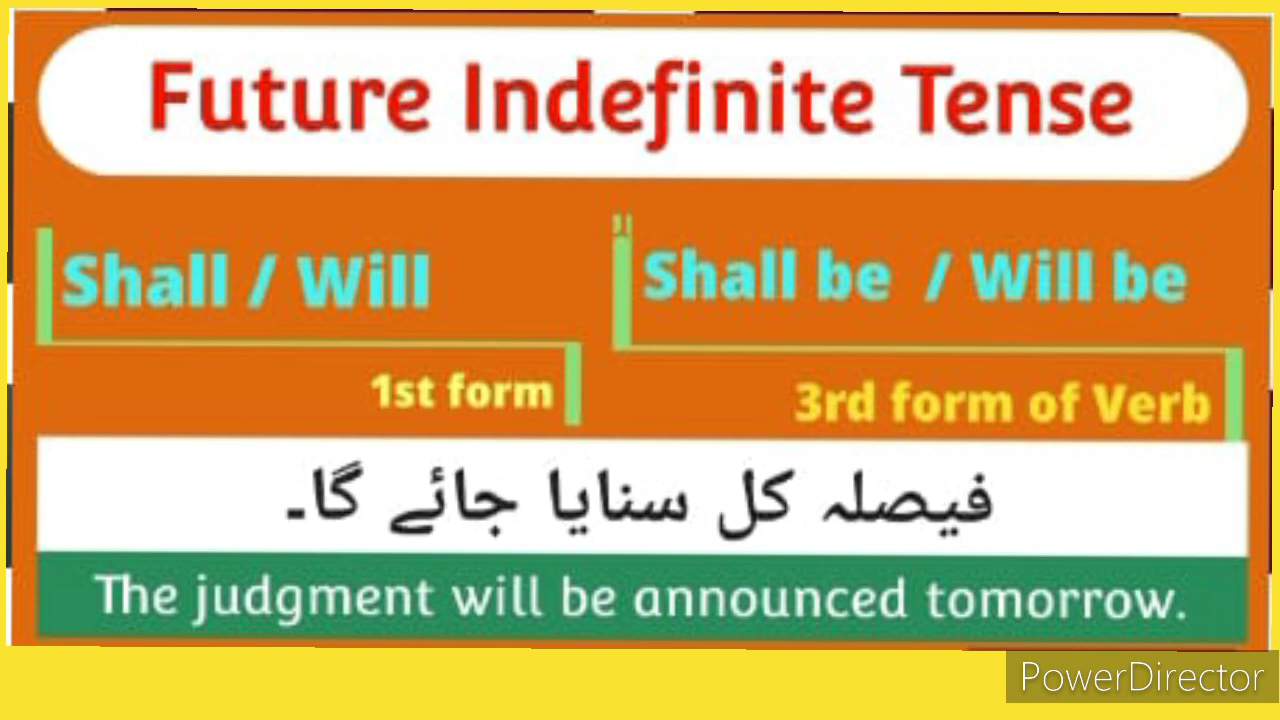 Future Indefinite Tense
Shall / Will
1st form
Shall be / Will be
3rd form of Verb
فیصلہ کل سنایا جائے گا۔
The judgment will be announced tomorrow.
PowerDirector